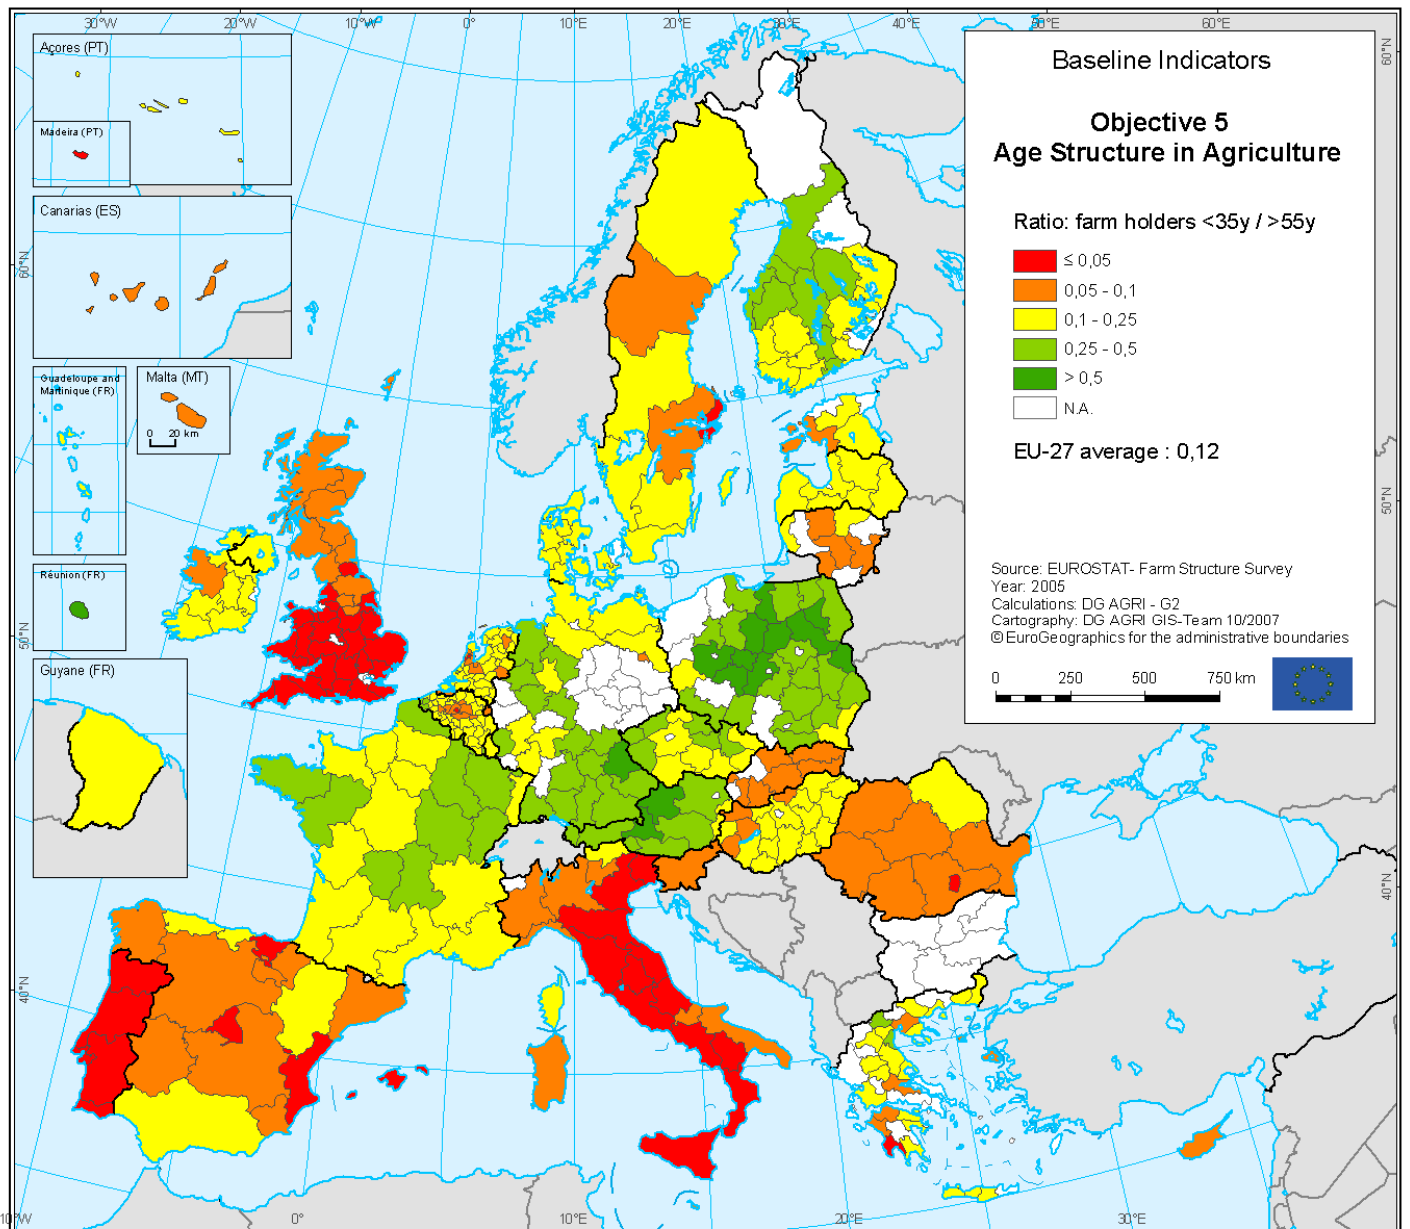 30°W 20°W 10°W 0° 10°E 20°E 30°E 40°E 50°E 60°E
60°N
50°N
40°N
60°N
50°N
40°N
10°W 0° 10°E 20°E 30°E
Açores (PT)
Madeira (PT)
Canarias (ES)
Guadeloupe and
Martinique (FR)
Malta (MT)
0 20 km
Réunion (FR)
Guyane (FR)
Baseline Indicators
Objective 5
Age Structure in Agriculture
Ratio: farm holders <35y / >55y
≤ 0,05
0,05 - 0,1
0,1 - 0,25
0,25 - 0,5
> 0,5
N.A.
EU-27 average : 0,12
Source: EUROSTAT- Farm Structure Survey
Year: 2005
Calculations: DG AGRI - G2
Cartography: DG AGRI GIS-Team 10/2007
© EuroGeographics for the administrative boundaries
0 250 500 750 km